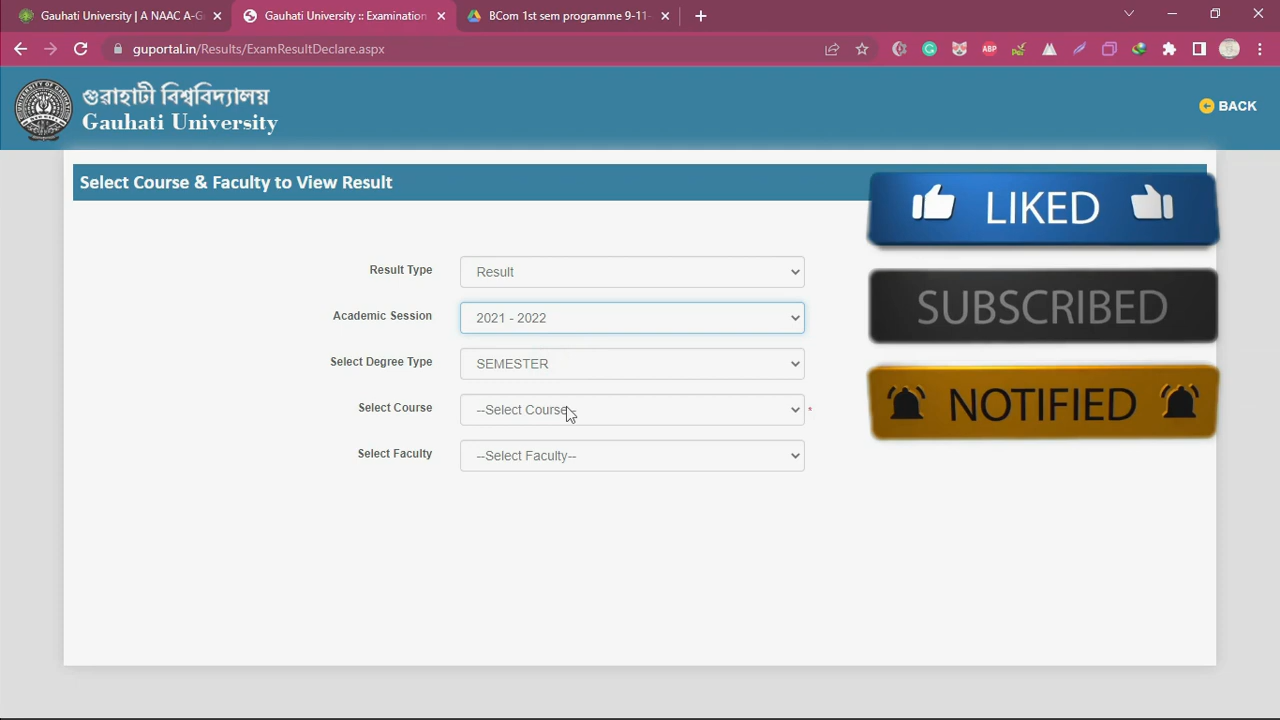 Gauhati University | A NAAC A-G
Gauhati University :: Examination
BCom 1st sem programme 9-11-
guportal.in/Results/ExamResultDeclare.aspx
ABP
গুৱাহাটী বিশ্ববিদ্যালয়
Gauhati University
BACK
Select Course & Faculty to View Result
LIKED
SUBSCRIBED
NOTIFIED
Result Type
Result
Academic Session
2021 - 2022
Select Degree Type
SEMESTER
Select Course
--Select Course--
*
Select Faculty
--Select Faculty--